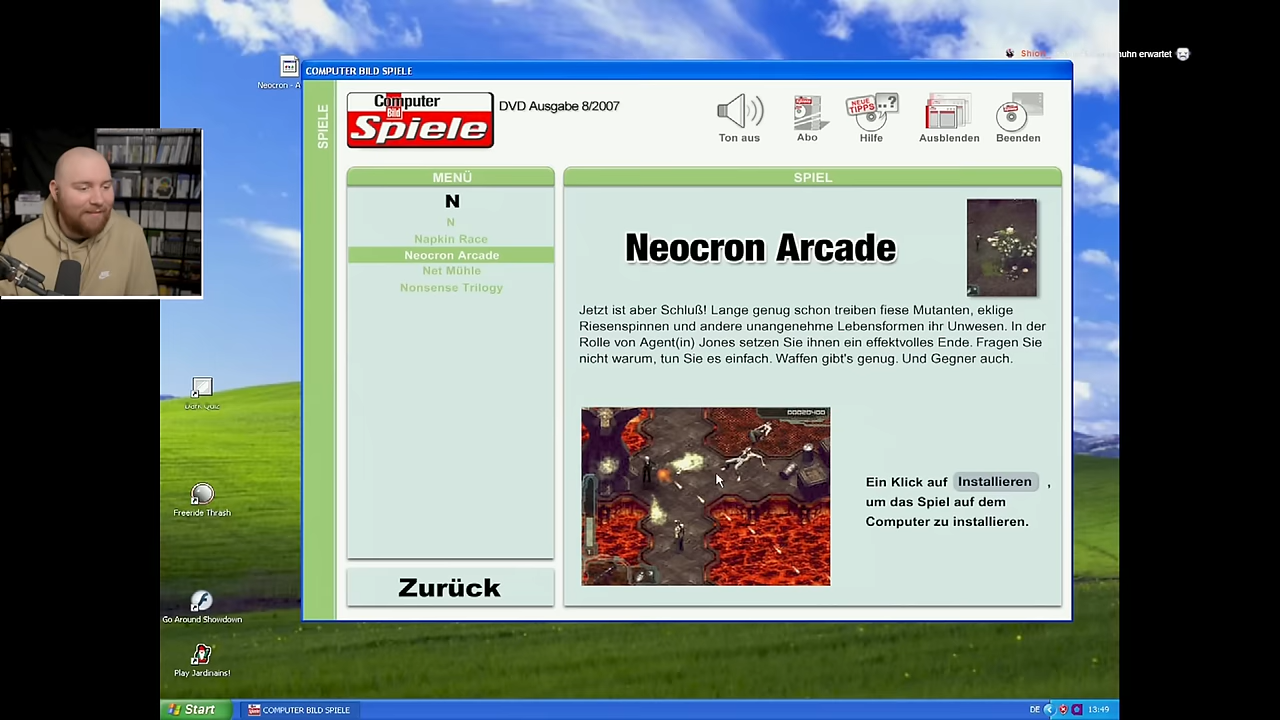 Shion
huhn erwartet
Neocron - A
COMPUTER BILD SPIELE
SPIELE
Computer
Bild
Spiele
DVD Ausgabe 8/2007
Ton aus
Abo
NEUE TIPPS
Hilfe
Ausblenden
Beenden
MENÜ
N
N
Napkin Race
Neocron Arcade
Net Mühle
Nonsense Trilogy
Zurück
SPIEL
Neocron Arcade
Jetzt ist aber Schluß! Lange genug schon treiben fiese Mutanten, eklige
Riesenspinnen und andere unangenehme Lebensformen ihr Unwesen. In der
Rolle von Agent(in) Jones setzen Sie ihnen ein effektvolles Ende. Fragen Sie
nicht warum, tun Sie es einfach. Waffen gibt's genug. Und Gegner auch.
Ein Klick auf Installieren ,
um das Spiel auf dem
Computer zu installieren.
Freeride Thrash
Go Around Showdown
Play Jardinains!
Start
COMPUTER BILD SPIELE
DE
13:49